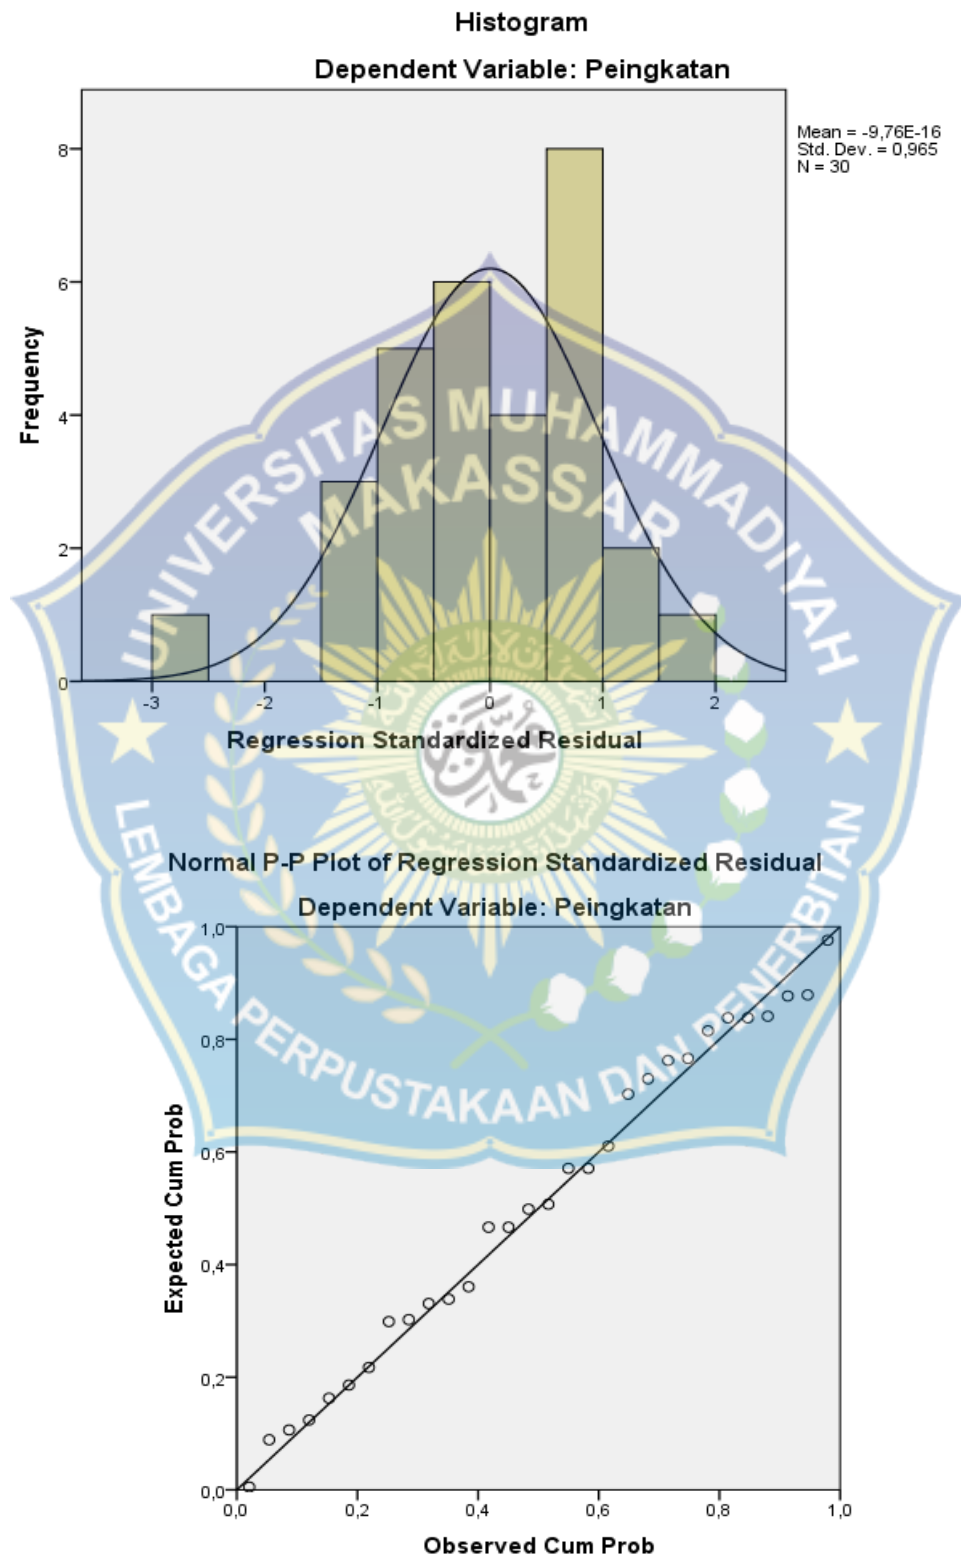 Histogram
Dependent Variable: Peingkatan
Mean = -9,76E-16
Std. Dev. = 0,965
N = 30
8
6
4
2
0
Frequency
-3 -2 -1 0 1 2
Regression Standardized Residual
UNIVERSITAS MUHAMMADIYAH
MAKASSAR
LEMBAGA PERPUSTAKAAN DAN PENERBITAN
Normal P-P Plot of Regression Standardized Residual
Dependent Variable: Peingkatan
1,0
0,8
0,6
0,4
0,2
0,0
Expected Cum Prob
0,0 0,2 0,4 0,6 0,8 1,0
Observed Cum Prob